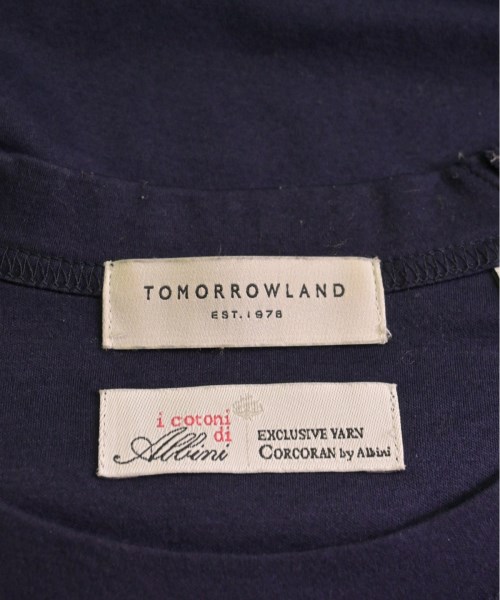 TOMORROWLAND
EST. 1978
i cotoni
di
Albini
EXCLUSIVE YARN
CORCORAN by Albini